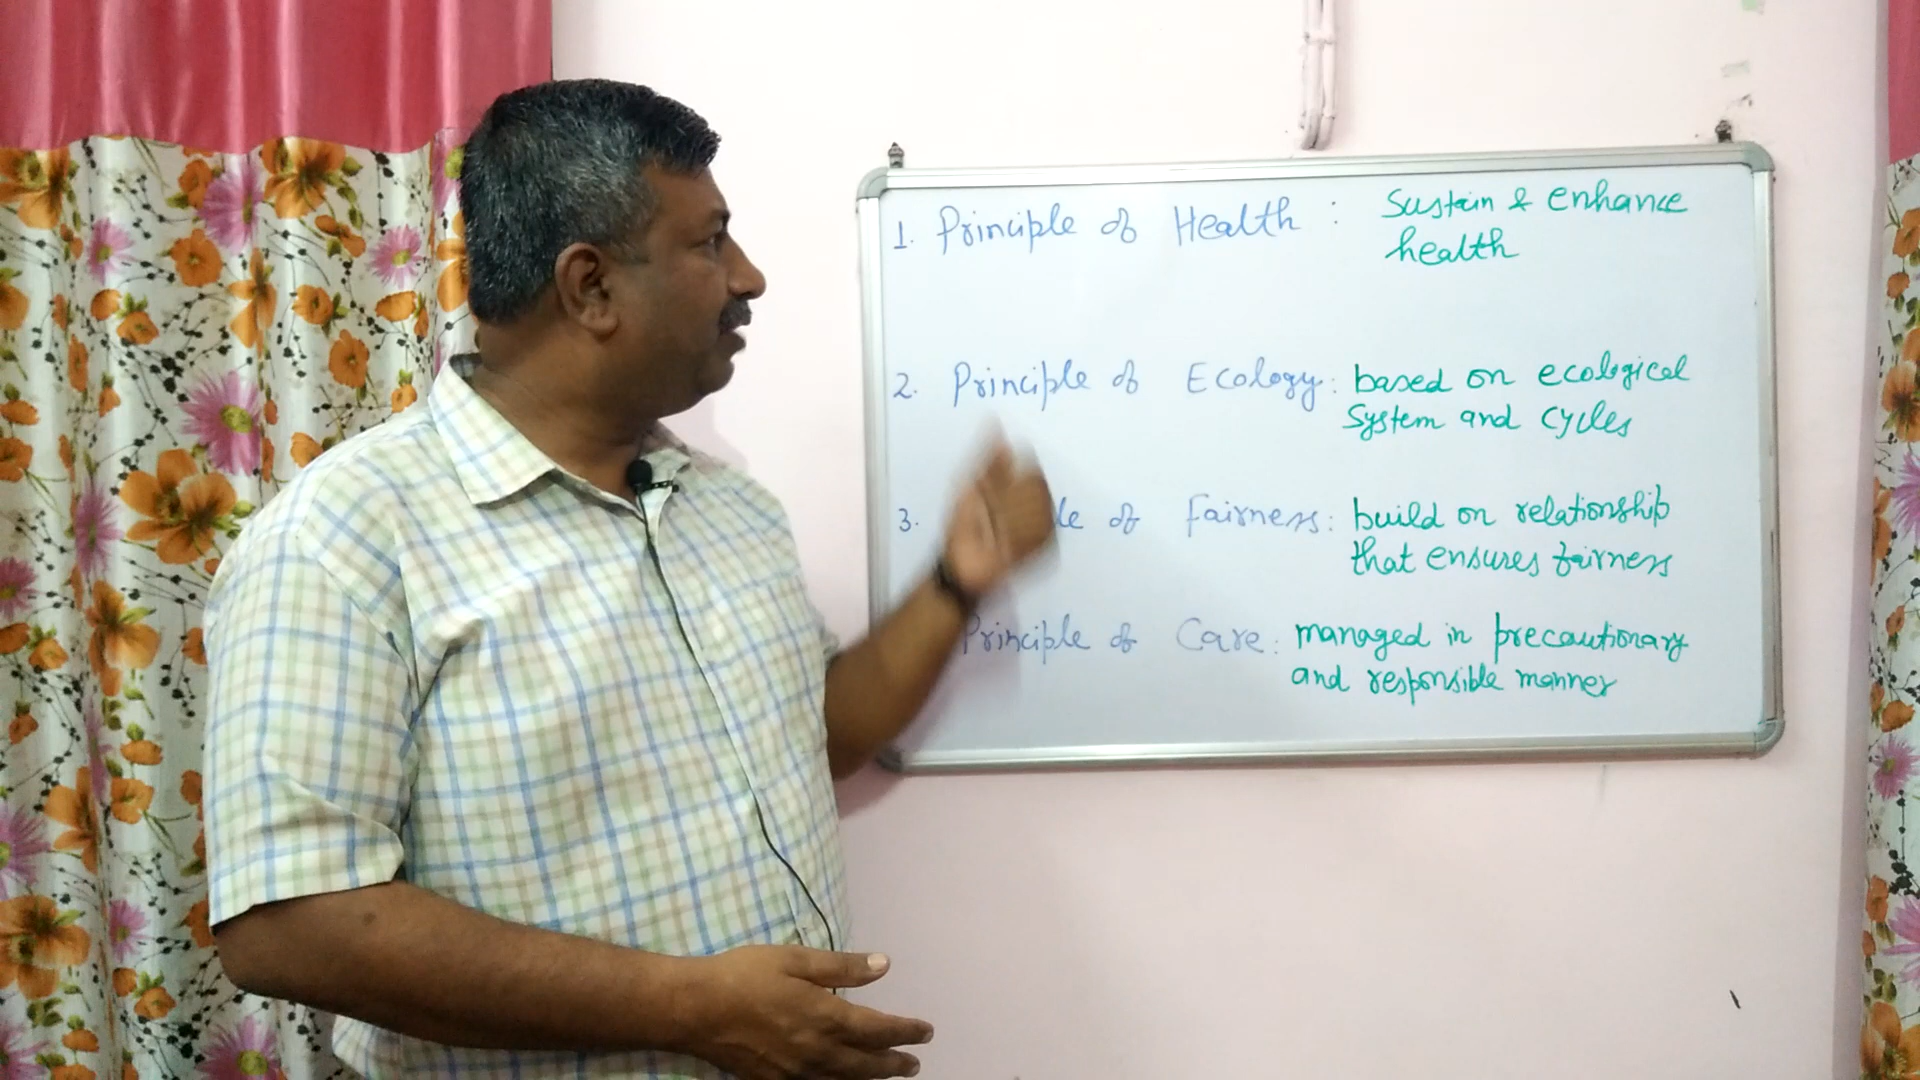 1. Principle of Health : Sustain & enhance
health
2. Principle of Ecology : based on ecological
System and cycles
3. of fairness : build on relationship
that ensures fairness
Principle of Care : managed in precautionary
and responsible manner